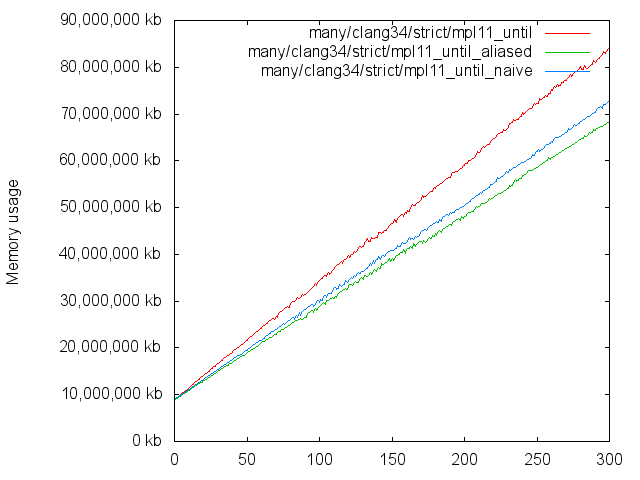 90,000,000 kb
many/clang34/strict/mpl11_until
many/clang34/strict/mpl11_until_aliased
80,000,000 kb
many/clang34/strict/mpl11_until_naive
70,000,000 kb
60,000,000 kb
50,000,000 kb
Memory usage
40,000,000 kb
30,000,000 kb
20,000,000 kb
10,000,000 kb
0 kb
0 50 100 150 200 250 300